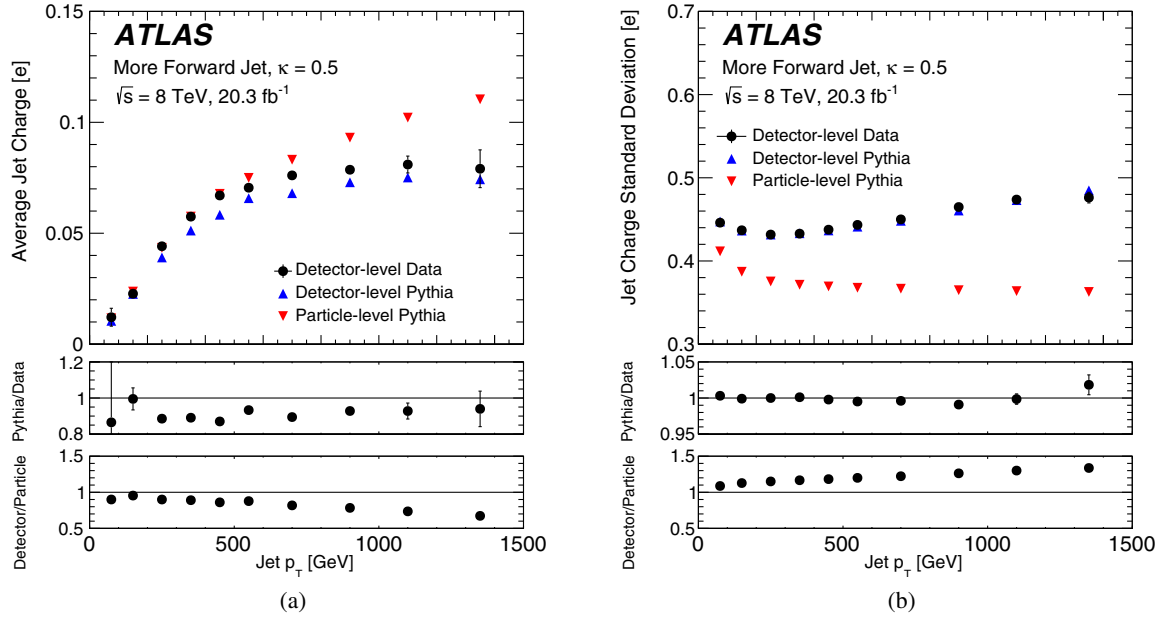 ATLAS
More Forward Jet, κ = 0.5
√s = 8 TeV, 20.3 fb⁻¹
Average Jet Charge [e]
0.15
0.1
0.05
0
Detector-level Data
Detector-level Pythia
Particle-level Pythia
Pythia/Data
1.2
1
0.8
Detector/Particle
1.5
1
0.5
0 500 1000 1500
Jet p_T [GeV]
(a)
ATLAS
More Forward Jet, κ = 0.5
√s = 8 TeV, 20.3 fb⁻¹
Jet Charge Standard Deviation [e]
0.7
0.6
0.5
0.4
0.3
Detector-level Data
Detector-level Pythia
Particle-level Pythia
Pythia/Data
1.05
1
0.95
Detector/Particle
1.5
1
0.5
0 500 1000 1500
Jet p_T [GeV]
(b)